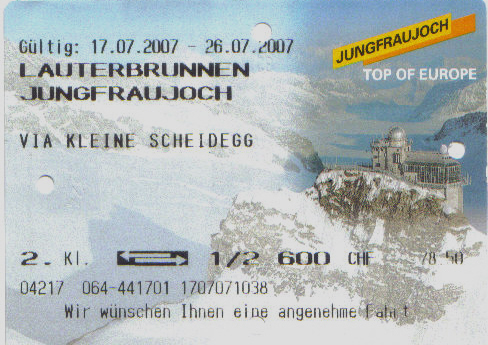 Gültig: 17.07.2007 - 26.07.2007
JUNGFRAUJOCH
TOP OF EUROPE
LAUTERBRUNNEN
JUNGFRAUJOCH
VIA KLEINE SCHEIDEGG
2. Kl. 1/2 600 CHF 78.50
04217 064-441701 1707071038
Wir wünschen Ihnen eine angenehme Fahrt